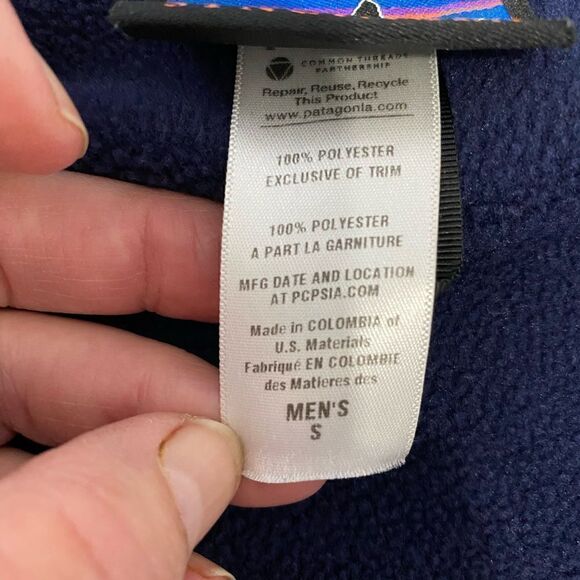 COMMON THREADS
PARTNERSHIP
Repair, Reuse, Recycle
This Product
www.patagonia.com
100% POLYESTER
EXCLUSIVE OF TRIM
100% POLYESTER
A PART LA GARNITURE
MFG DATE AND LOCATION
AT PCPSIA.COM
Made in COLOMBIA of
U.S. Materials
Fabriqué EN COLOMBIE
des Matieres des
MEN'S
S